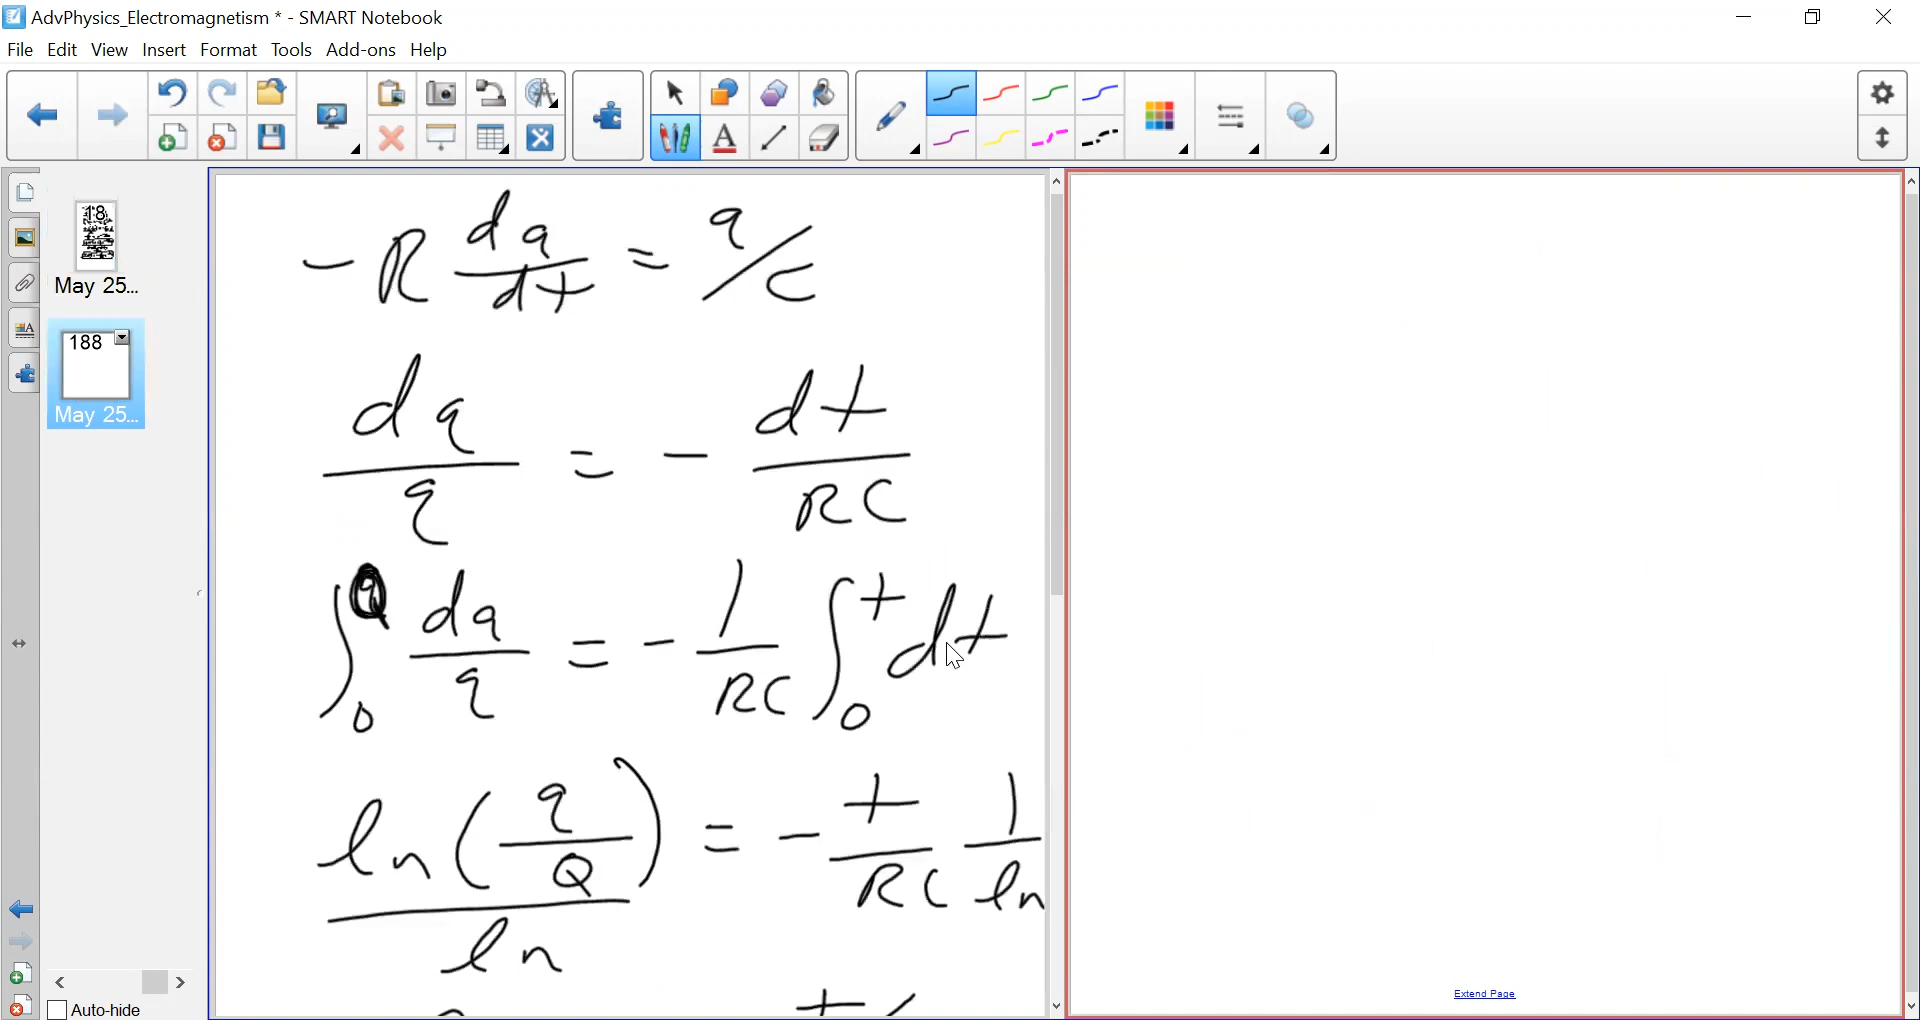 AdvPhysics_Electromagnetism * - SMART Notebook
File Edit View Insert Format Tools Add-ons Help
18
May 25...
188
May 25...
Auto-hide
- R dq/dt = q/C
dq/q = - dt/RC
∫₀^Q dq/q = - 1/RC ∫₀^t dt
ln(q/Q)/ln = - t/RC 1/ln
Extend Page